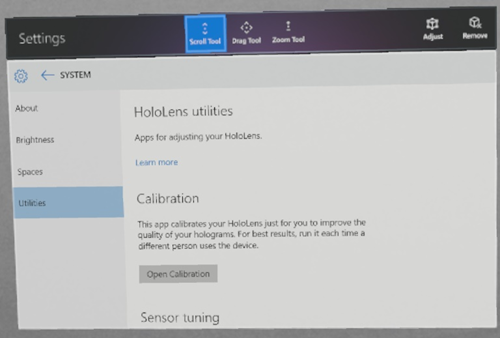 Settings
Scroll Tool
Drag Tool
Zoom Tool
Adjust
Remove
SYSTEM
About
Brightness
Spaces
Utilities
HoloLens utilities
Apps for adjusting your HoloLens.
Learn more
Calibration
This app calibrates your HoloLens just for you to improve the
quality of your holograms. For best results, run it each time a
different person uses the device.
Open Calibration
Sensor tuning